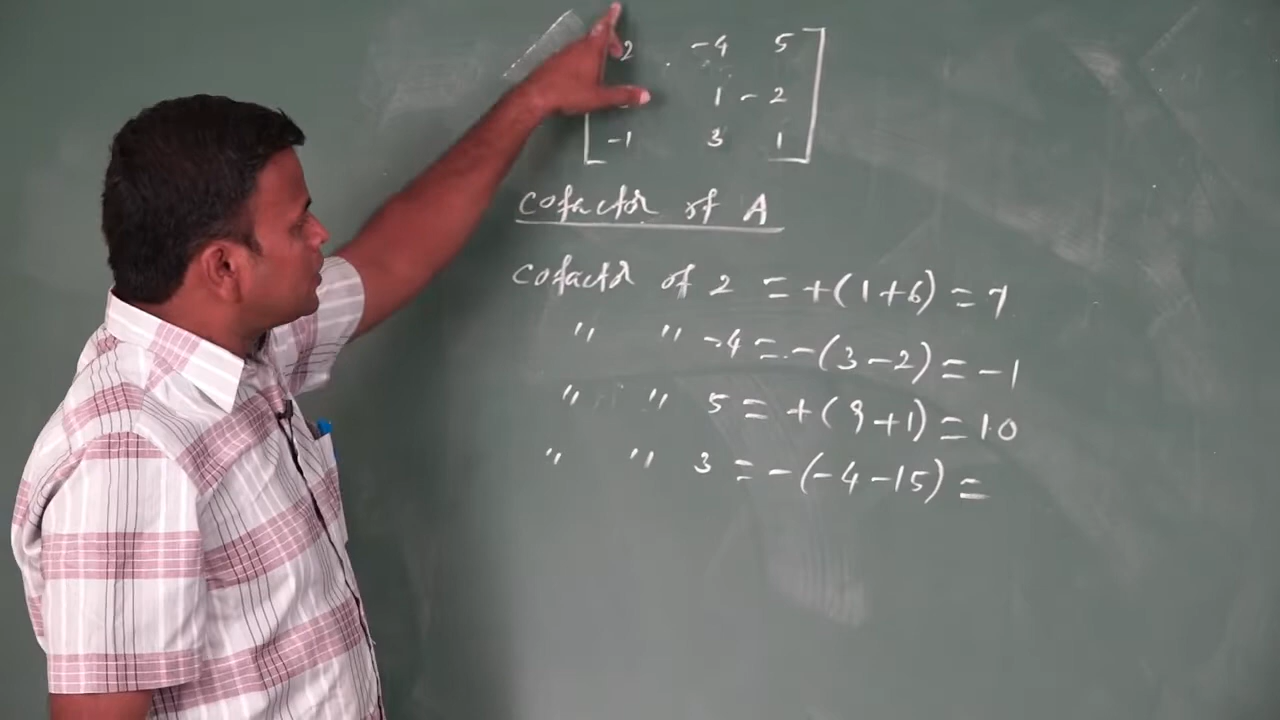 2 -4 5
1 -2
-1 3 1
Cofactor of A
Cofactor of 2 = +(1+6) = 7
" " -4 = -(3-2) = -1
" " 5 = +(9+1) = 10
" " 3 = -(-4-15) =